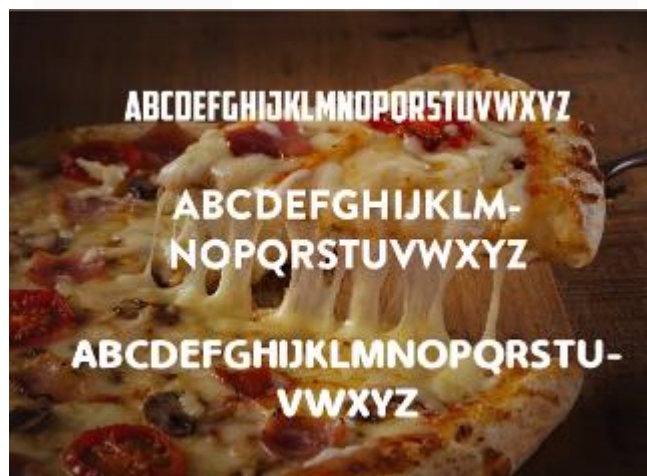 ABCDEFGHIJKLMNOPQRSTUVWXYZ
ABCDEFGHIJKLM-
NOPQRSTUVWXYZ
ABCDEFGHIJKLMNOPQRSTU-
VWXYZ